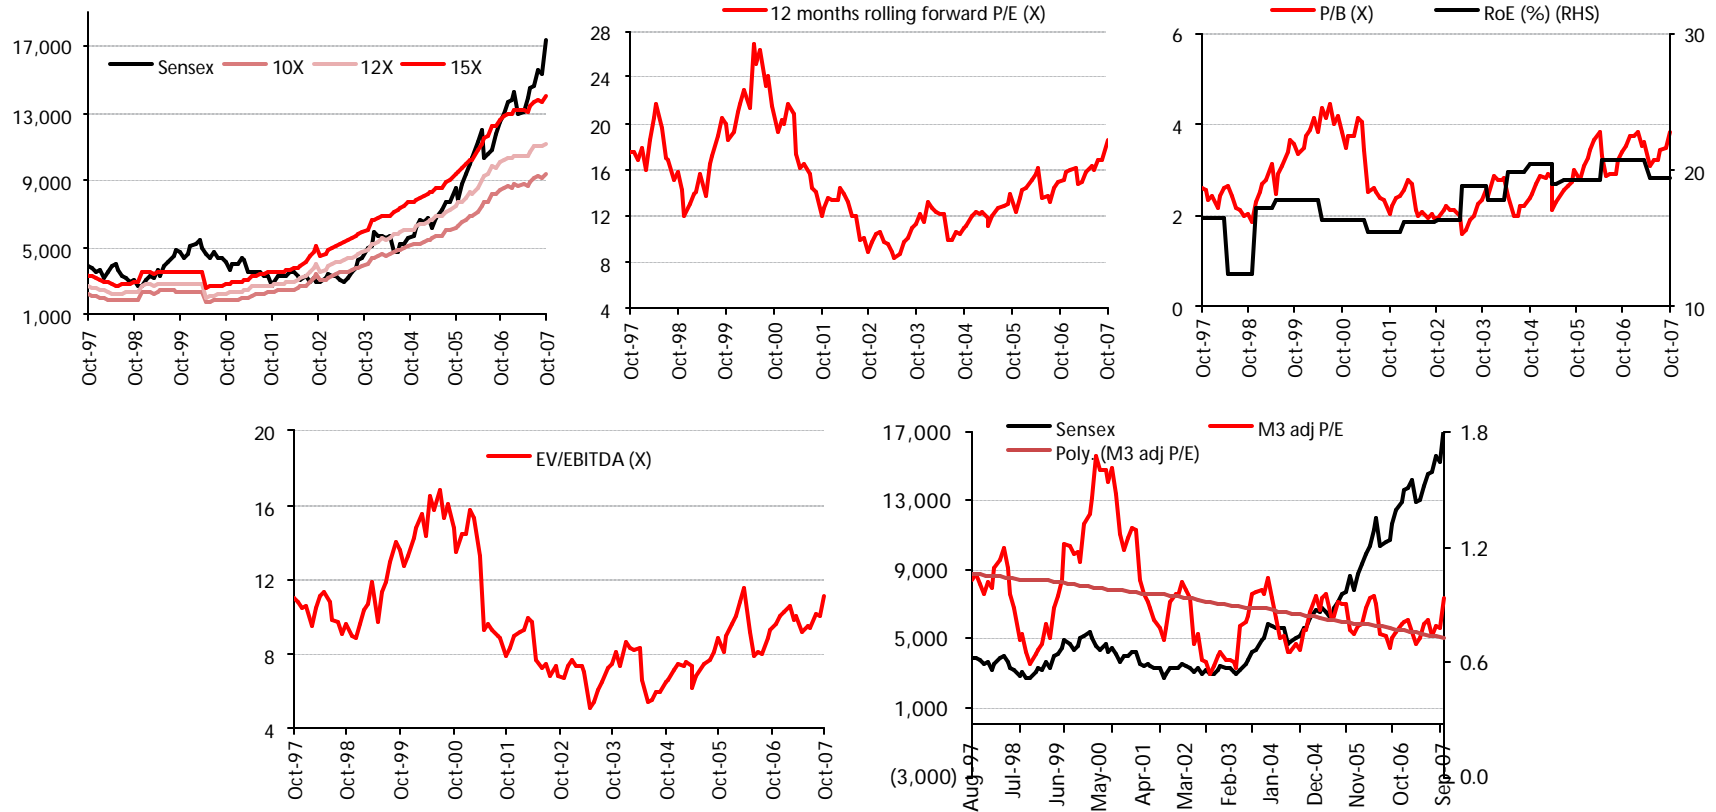 17,000
13,000
9,000
5,000
1,000
Sensex 10X 12X 15X
Oct-97 Oct-98 Oct-99 Oct-00 Oct-01 Oct-02 Oct-03 Oct-04 Oct-05 Oct-06 Oct-07
12 months rolling forward P/E (X)
28
24
20
16
12
8
4
Oct-97 Oct-98 Oct-99 Oct-00 Oct-01 Oct-02 Oct-03 Oct-04 Oct-05 Oct-06 Oct-07
P/B (X) RoE (%) (RHS)
6 30
4
20
2
0 10
Oct-97 Oct-98 Oct-99 Oct-00 Oct-01 Oct-02 Oct-03 Oct-04 Oct-05 Oct-06 Oct-07
EV/EBITDA (X)
20
16
12
8
4
Oct-97 Oct-98 Oct-99 Oct-00 Oct-01 Oct-02 Oct-03 Oct-04 Oct-05 Oct-06 Oct-07
Sensex M3 adj P/E
Poly. (M3 adj P/E)
17,000 1.8
13,000
1.2
9,000
5,000
0.6
1,000
(3,000) 0.0
Aug-97 Jul-98 Jun-99 May-00 Apr-01 Mar-02 Feb-03 Jan-04 Dec-04 Nov-05 Oct-06 Sep-07